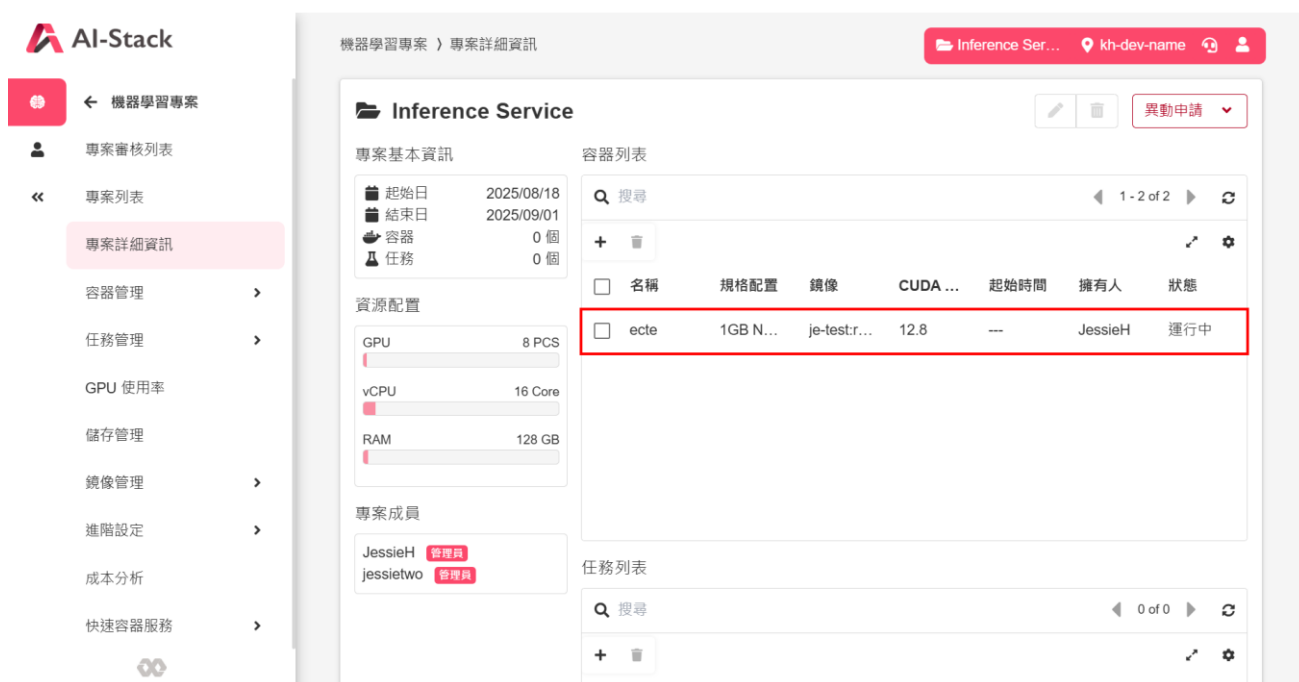 AI-Stack
機器學習專案 〉專案詳細資訊
Inference Ser... kh-dev-name
機器學習專案
專案審核列表
專案列表
專案詳細資訊
容器管理
任務管理
GPU 使用率
儲存管理
鏡像管理
進階設定
成本分析
快速容器服務
Inference Service
異動申請
專案基本資訊
起始日 2025/08/18
結束日 2025/09/01
容器 0 個
任務 0 個
資源配置
GPU 8 PCS
vCPU 16 Core
RAM 128 GB
專案成員
JessieH 管理員
jessietwo 管理員
容器列表
搜尋 1 - 2 of 2
名稱 規格配置 鏡像 CUDA ... 起始時間 擁有人 狀態
ecte 1GB N... je-test:r... 12.8 --- JessieH 運行中
任務列表
搜尋 0 of 0